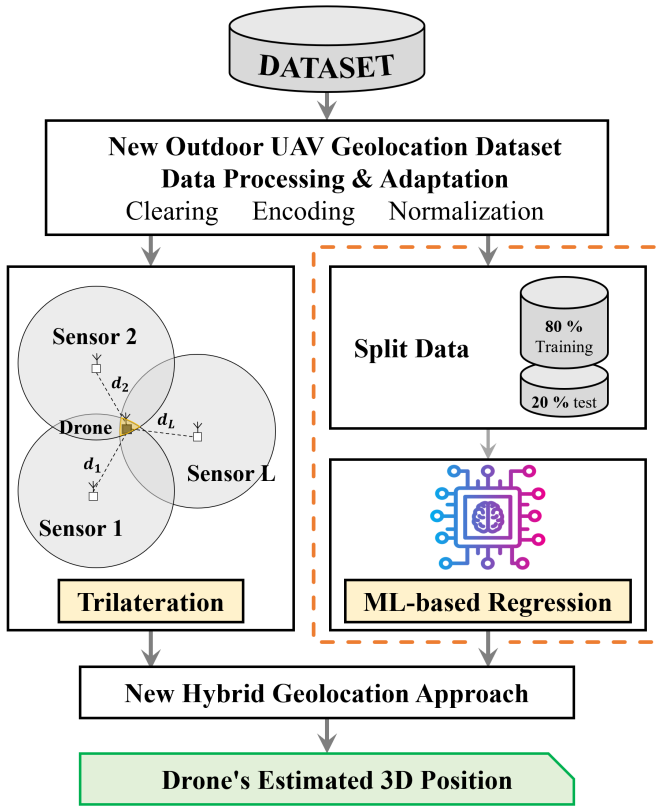 DATASET
New Outdoor UAV Geolocation Dataset
Data Processing & Adaptation
Clearing Encoding Normalization
Sensor 2
d₂
Drone
d_L
d₁
Sensor L
Sensor 1
Trilateration
Split Data
80 %
Training
20 % test
ML-based Regression
New Hybrid Geolocation Approach
Drone's Estimated 3D Position